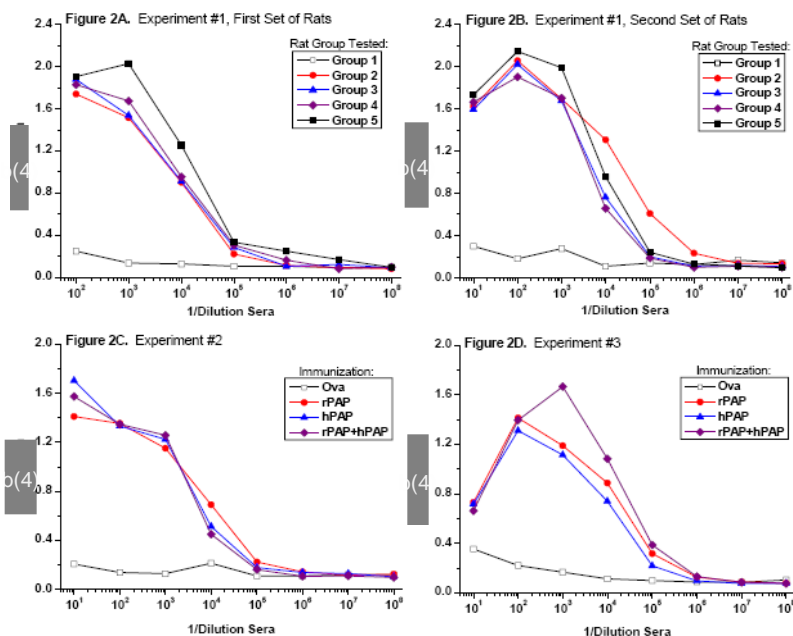 Figure 2A. Experiment #1, First Set of Rats
2.4
2.0
1.6
1.2
0.8
0.4
0.0
Rat Group Tested:
Group 1
Group 2
Group 3
Group 4
Group 5
10² 10³ 10⁴ 10⁵ 10⁶ 10⁷ 10⁸
1/Dilution Sera
Figure 2B. Experiment #1, Second Set of Rats
2.4
2.0
1.6
1.2
0.8
0.4
0.0
Rat Group Tested:
Group 1
Group 2
Group 3
Group 4
Group 5
10¹ 10² 10³ 10⁴ 10⁵ 10⁶ 10⁷ 10⁸
1/Dilution Sera
Figure 2C. Experiment #2
2.0
1.6
1.2
0.8
0.4
0.0
Immunization:
Ova
rPAP
hPAP
rPAP+hPAP
10¹ 10² 10³ 10⁴ 10⁵ 10⁶ 10⁷ 10⁸
1/Dilution Sera
Figure 2D. Experiment #3
2.0
1.6
1.2
0.8
0.4
0.0
Immunization:
Ova
rPAP
hPAP
rPAP+hPAP
10¹ 10² 10³ 10⁴ 10⁵ 10⁶ 10⁷ 10⁸
1/Dilution Sera